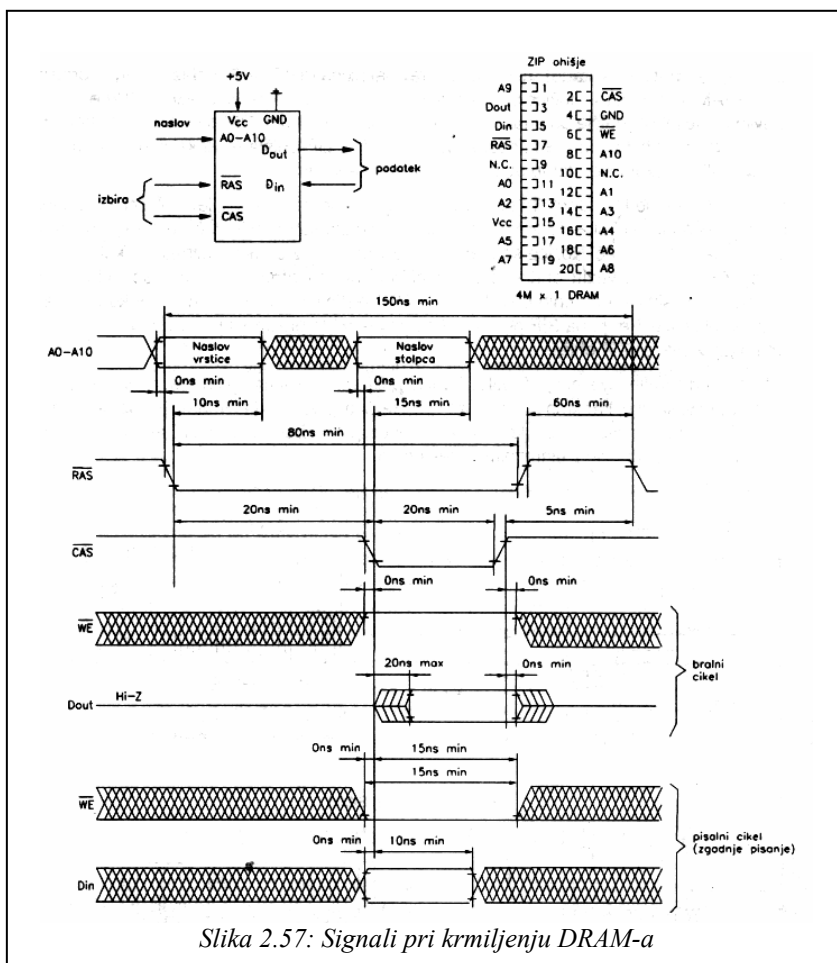 ZIP ohišje
+5V
Vcc GND
naslov
A0-A10
Dout
podatek
RAS
Din
izbira
CAS
A9 1
2 CAS
Dout 3
4 GND
Din 5
6 WE
RAS 7
8 A10
N.C. 9
10 N.C.
A0 11
12 A1
A2 13
14 A3
Vcc 15
16 A4
A5 17
18 A6
A7 19
20 A8
4M x 1 DRAM
150ns min
A0-A10
Naslov vrstice
Naslov stolpca
0ns min
0ns min
10ns min
15ns min
60ns min
80ns min
RAS
20ns min
20ns min
5ns min
CAS
0ns min
0ns min
WE
20ns max
0ns min
bralni cikel
Hi-Z
Dout
0ns min
15ns min
15ns min
WE
0ns min
10ns min
pisalni cikel
(zgodnje pisanje)
Din
Slika 2.57: Signali pri krmiljenju DRAM-a